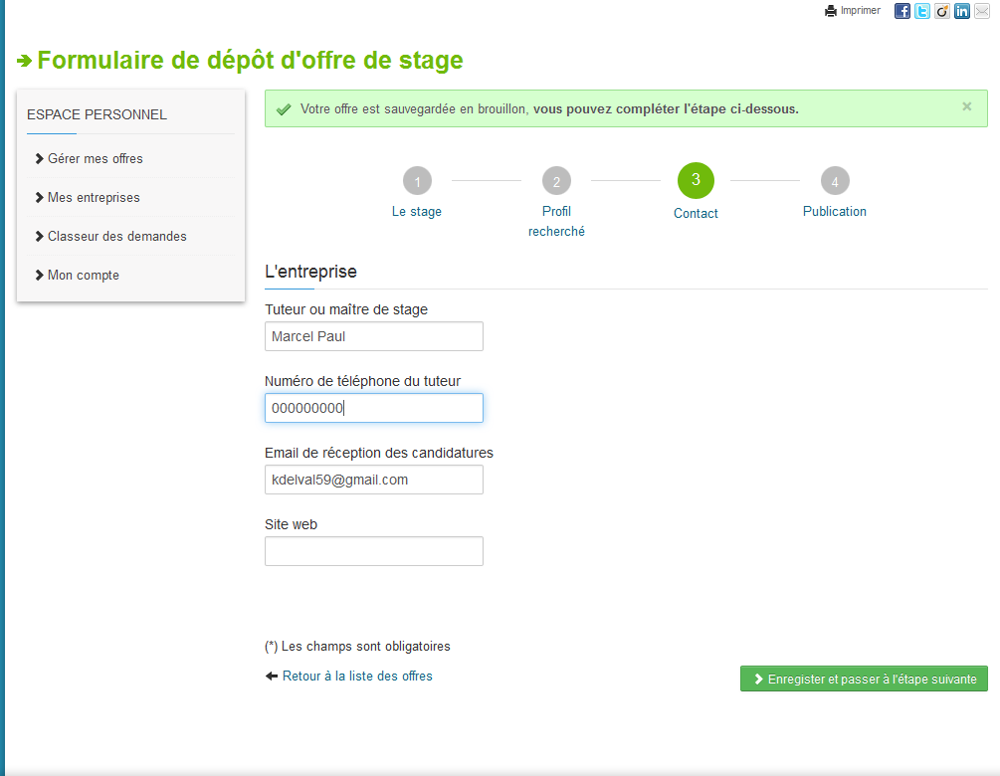 Imprimer
Formulaire de dépôt d'offre de stage
ESPACE PERSONNEL
Gérer mes offres
Mes entreprises
Classeur des demandes
Mon compte
Votre offre est sauvegardée en brouillon, vous pouvez compléter l'étape ci-dessous.
×
1
2
3
4
Le stage
Profil
recherché
Contact
Publication
L'entreprise
Tuteur ou maître de stage
Marcel Paul
Numéro de téléphone du tuteur
000000000
Email de réception des candidatures
kdelval59@gmail.com
Site web
(*) Les champs sont obligatoires
Retour à la liste des offres
Enregistrer et passer à l'étape suivante